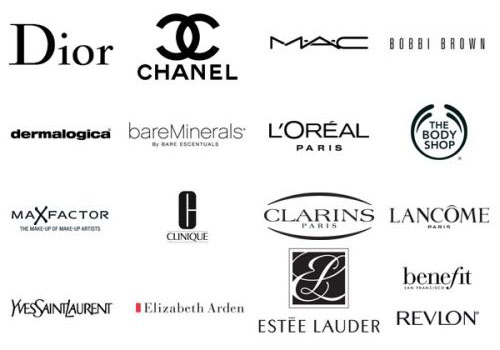 Dior
CHANEL
M·A·C
BOBBI BROWN
dermalogica®
bareMinerals
By BARE ESCENTUALS
L'ORÉAL
PARIS
THE
BODY
SHOP
®
MAXFACTOR
THE MAKE-UP OF MAKE-UP ARTISTS
C
CLINIQUE
CLARINS
PARIS
LANCÔME
PARIS
YVESSAINTLAURENT
Elizabeth Arden
EL
ESTĒE LAUDER
benefit
SAN FRANCISCO
REVLON®